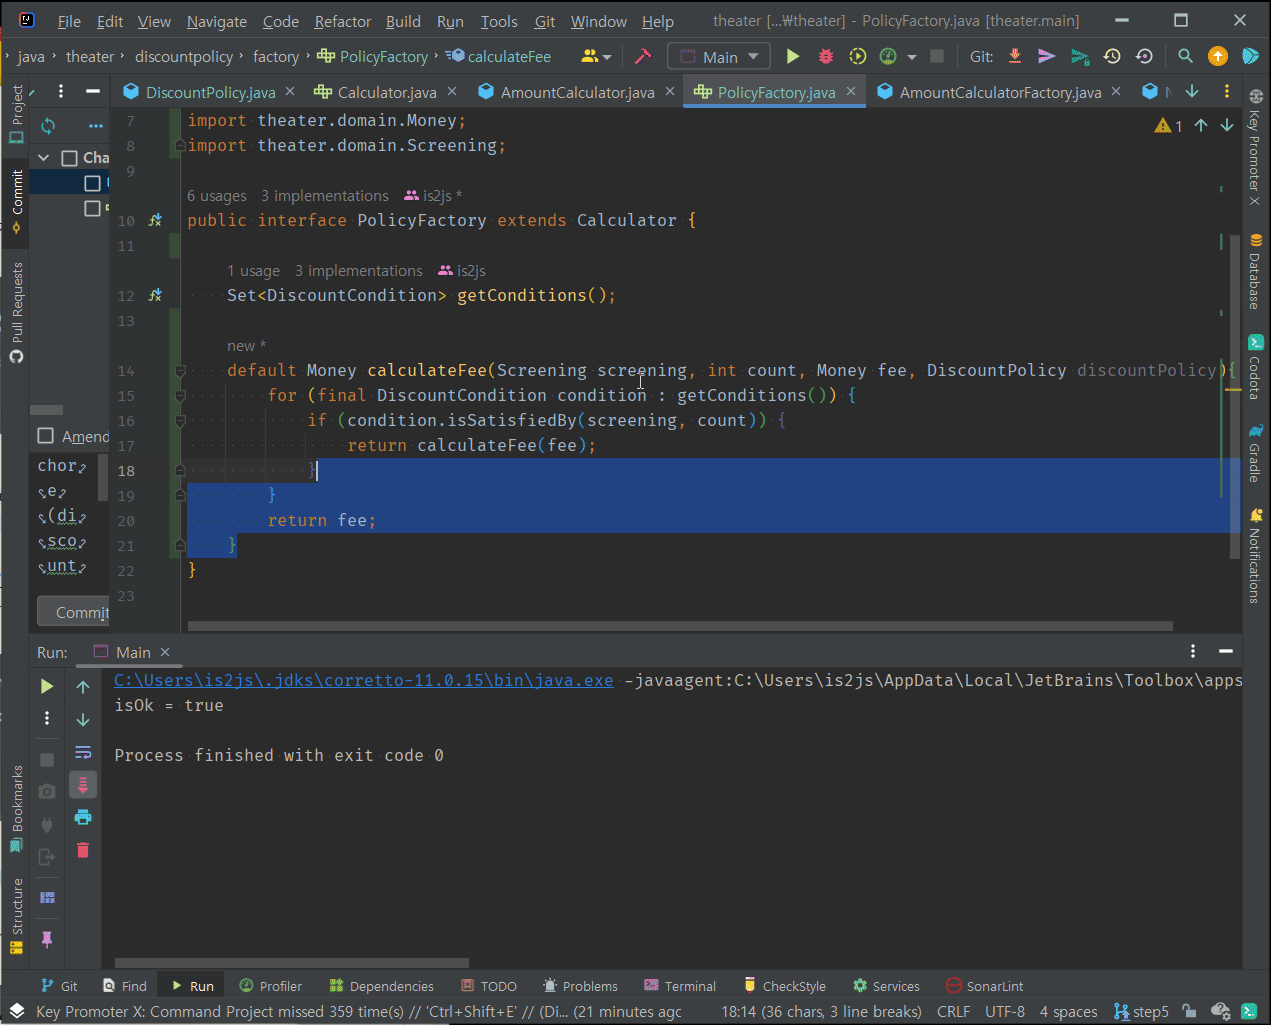 File Edit View Navigate Code Refactor Build Run Tools Git Window Help theater [...₩theater] - PolicyFactory.java [theater.main]
java theater discountpolicy factory PolicyFactory calculateFee Main Git:
DiscountPolicy.java Calculator.java AmountCalculator.java PolicyFactory.java AmountCalculatorFactory.java
Project
Commit
Pull Requests
Bookmarks
Structure
Cha
Amend
chor
e
(di
sco
unt
Commit
7 import theater.domain.Money;
8 import theater.domain.Screening;
9
6 usages 3 implementations is2js *
10 public interface PolicyFactory extends Calculator {
11
1 usage 3 implementations is2js
12 Set<DiscountCondition> getConditions();
13
new *
14 default Money calculateFee(Screening screening, int count, Money fee, DiscountPolicy discountPolicy){
15 for (final DiscountCondition condition : getConditions()) {
16 if (condition.isSatisfiedBy(screening, count)) {
17 return calculateFee(fee);
18 }
19 }
20 return fee;
21 }
22 }
23
1
Key Promoter X
Database
Codota
Gradle
Notifications
Run: Main
C:\Users\is2js\.jdks\corretto-11.0.15\bin\java.exe -javaagent:C:\Users\is2js\AppData\Local\JetBrains\Toolbox\apps
isOk = true
Process finished with exit code 0
Git Find Run Profiler Dependencies TODO Problems Terminal CheckStyle Services SonarLint
Key Promoter X: Command Project missed 359 time(s) // 'Ctrl+Shift+E' // (Di... (21 minutes agc 18:14 (36 chars, 3 line breaks) CRLF UTF-8 4 spaces step5